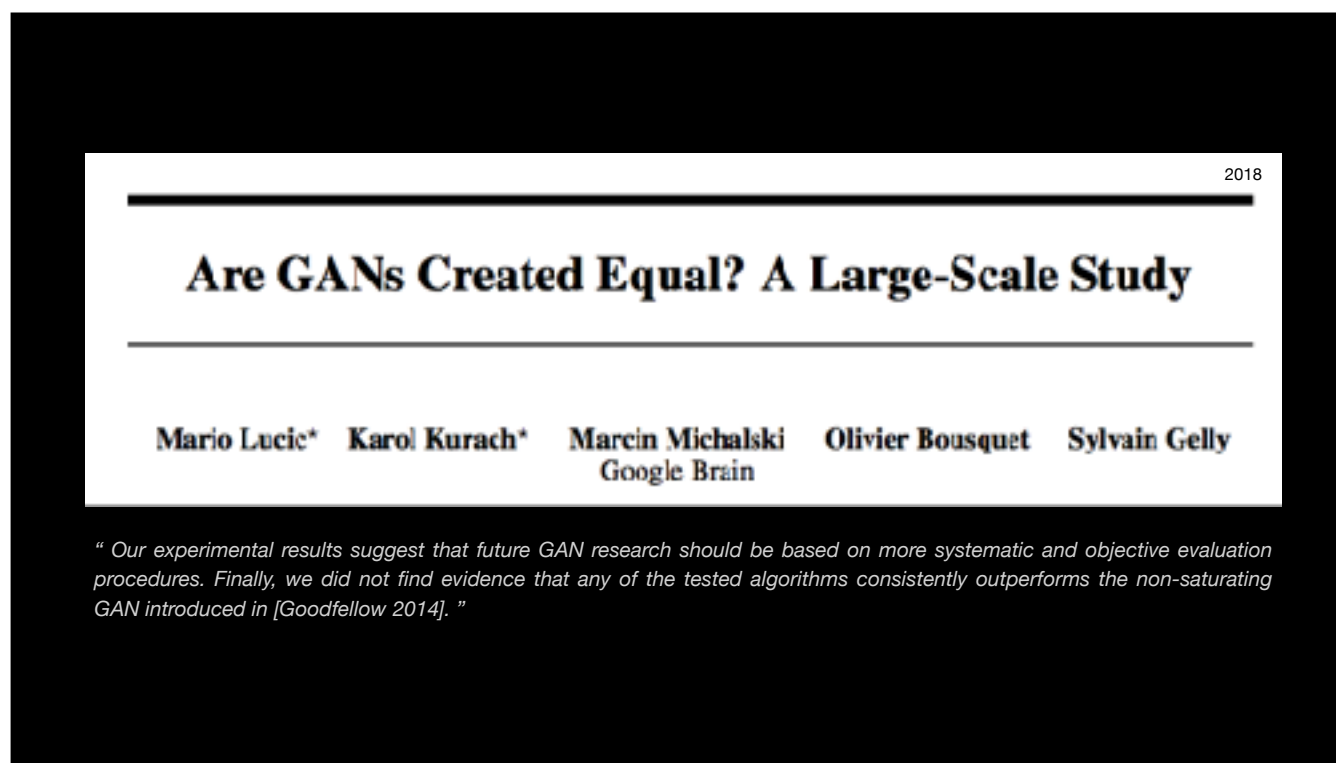 2018
Are GANs Created Equal? A Large-Scale Study
Mario Lucic* Karol Kurach* Marcin Michalski Olivier Bousquet Sylvain Gelly
Google Brain
“ Our experimental results suggest that future GAN research should be based on more systematic and objective evaluation
procedures. Finally, we did not find evidence that any of the tested algorithms consistently outperforms the non-saturating
GAN introduced in [Goodfellow 2014]. ”